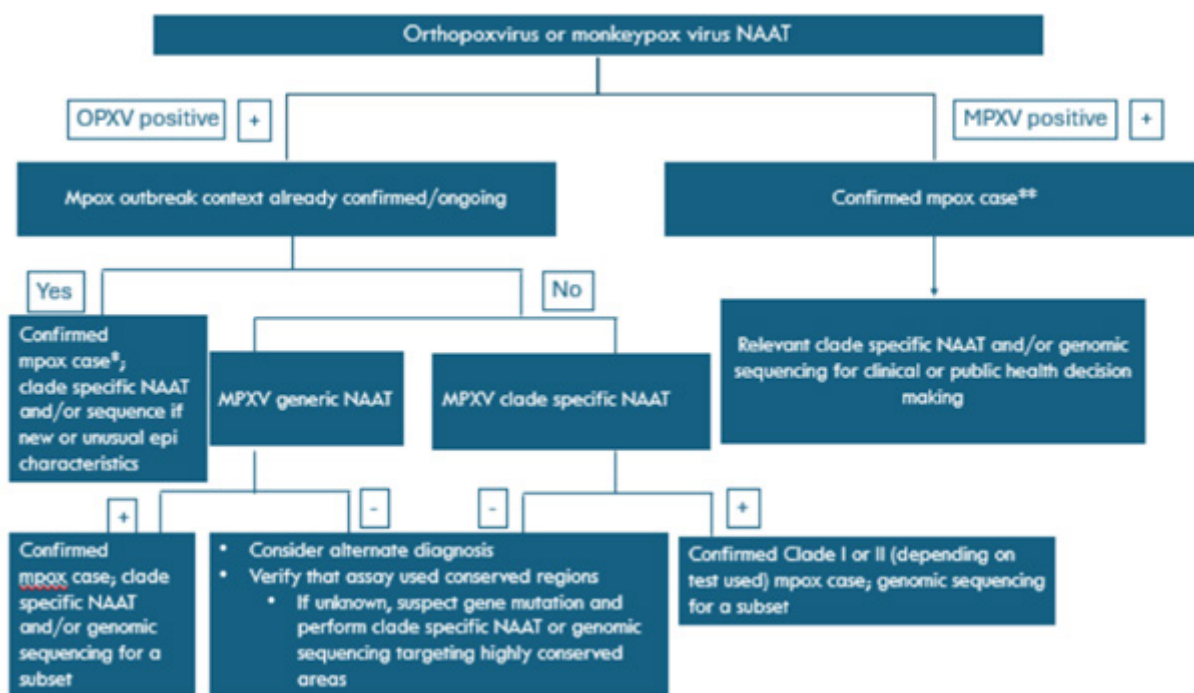 Orthopoxvirus or monkeypox virus NAAT
OPXV positive
+
MPXV positive
+
Mpox outbreak context already confirmed/ongoing
Confirmed mpox case**
Yes
No
Confirmed
mpox case*;
clade specific NAAT
and/or sequence if
new or unusual epi
characteristics
MPXV generic NAAT
MPXV clade specific NAAT
Relevant clade specific NAAT and/or genomic
sequencing for clinical or public health decision
making
+
-
-
+
Confirmed
mpox case; clade
specific NAAT
and/or genomic
sequencing for a
subset
• Consider alternate diagnosis
• Verify that assay used conserved regions
• If unknown, suspect gene mutation and
perform clade specific NAAT or genomic
sequencing targeting highly conserved
areas
Confirmed Clade I or II (depending on
test used) mpox case; genomic sequencing
for a subset